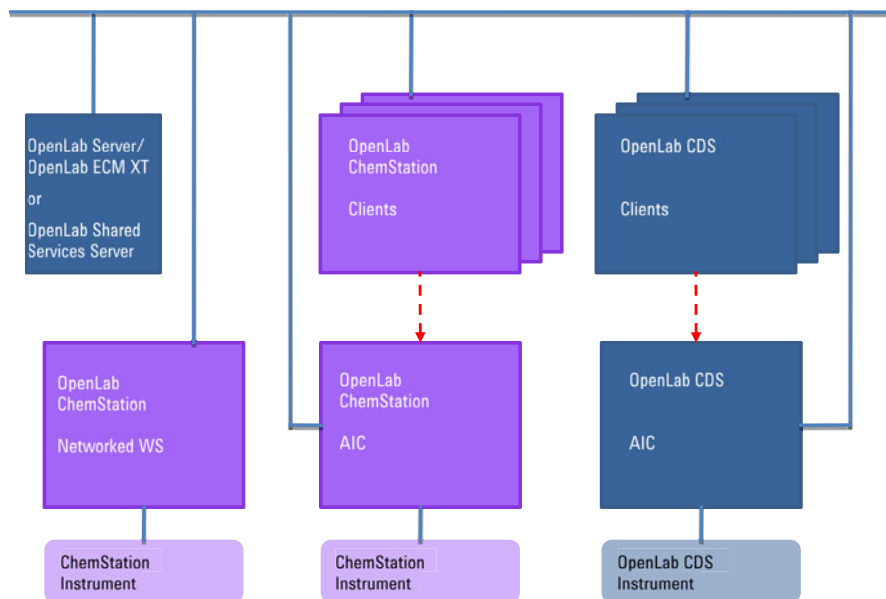 OpenLab Server/
OpenLab ECM XT
or
OpenLab Shared
Services Server
OpenLab
ChemStation
Clients
OpenLab CDS
Clients
OpenLab
ChemStation
Networked WS
OpenLab
ChemStation
AIC
OpenLab CDS
AIC
ChemStation
Instrument
ChemStation
Instrument
OpenLab CDS
Instrument